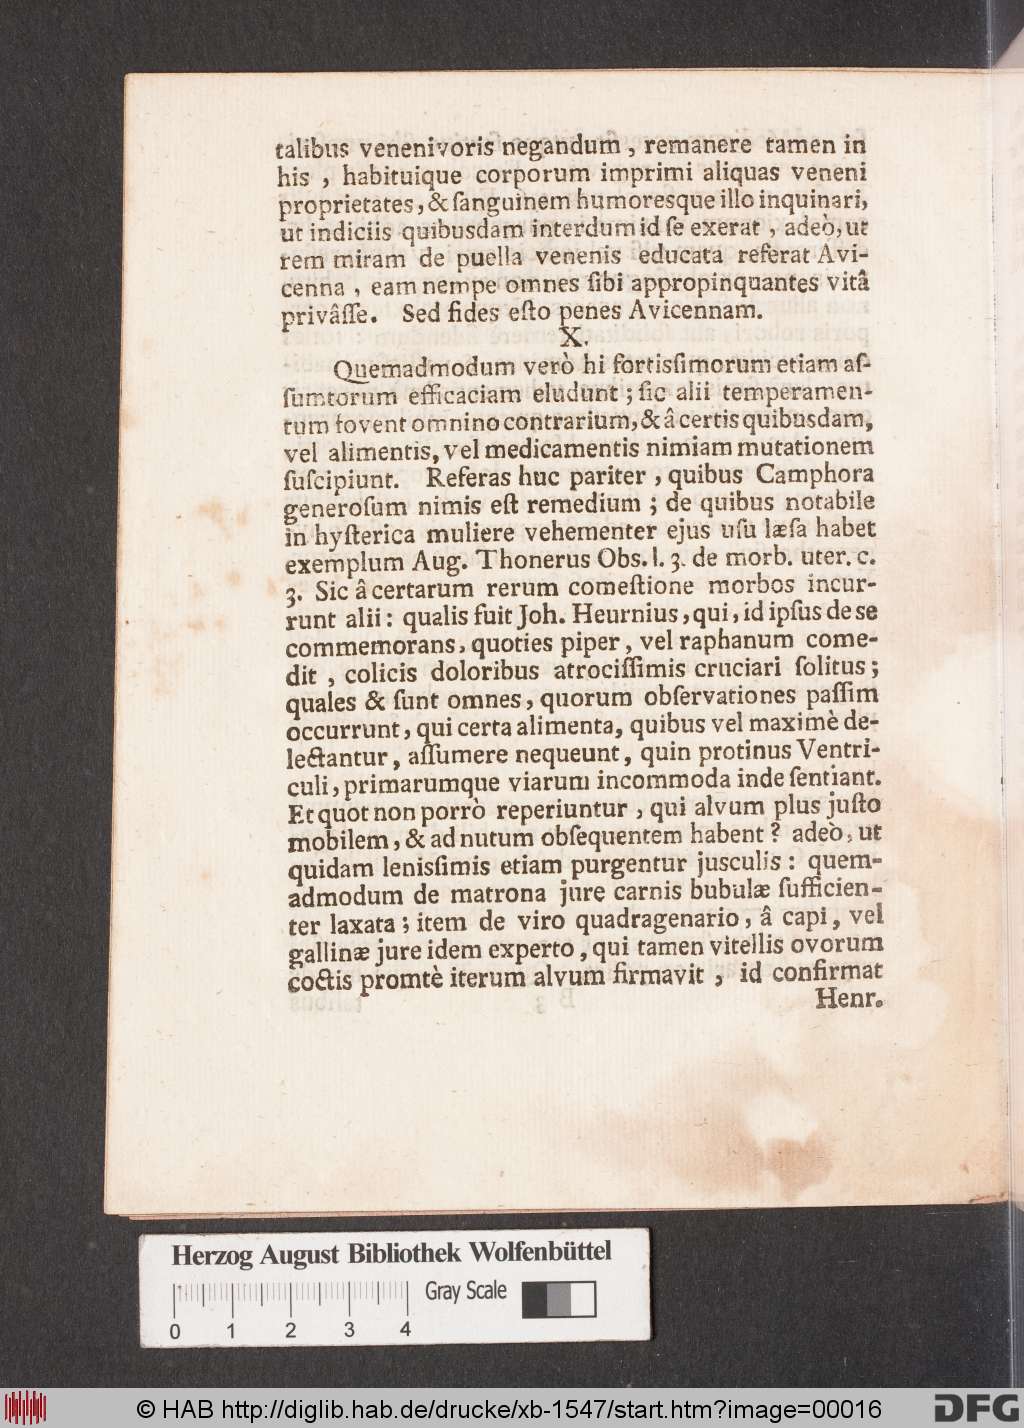 talibus venenivoris negandum, remanere tamen in
his, habituique corporum imprimi aliquas veneni
proprietates, & ſanguinem humoresque illo inquinari,
ut indiciis quibusdam interdum id ſe exerat, adeò, ut
rem miram de puella venenis educata referat Avi-
cenna, eam nempe omnes ſibi appropinquantes vitâ
privâſſe. Sed fides eſto penes Avicennam.
X.
Quemadmodum verò hi fortisſimorum etiam aſ-
ſumtorum efficaciam eludunt; ſic alii temperamen-
tum fovent omnino contrarium, & â certis quibusdam,
vel alimentis, vel medicamentis nimiam mutationem
ſuſcipiunt. Referas huc pariter, quibus Camphora
generoſum nimis eſt remedium; de quibus notabile
in hyſterica muliere vehementer ejus uſu læſa habet
exemplum Aug. Thonerus Obs. l. 3. de morb. uter. c.
3. Sic â certarum rerum comeſtione morbos incur-
runt alii: qualis fuit Joh. Heurnius, qui, id ipſus de se
commemorans, quoties piper, vel raphanum come-
dit, colicis doloribus atrociſſimis cruciari ſolitus;
quales & ſunt omnes, quorum obſervationes paſſim
occurrunt, qui certa alimenta, quibus vel maximè de-
lectantur, aſſumere nequeunt, quin protinus Ventri-
culi, primarumque viarum incommoda inde ſentiant.
Et quot non porrò reperiuntur, qui alvum plus juſto
mobilem, & ad nutum obſequentem habent? adeò, ut
quidam lenisſimis etiam purgentur jusculis: quem-
admodum de matrona jure carnis bubulæ ſufficien-
ter laxata; item de viro quadragenario, â capi, vel
gallinæ jure idem experto, qui tamen vitellis ovorum
coctis promtè iterum alvum firmavit, id confirmat
Henr.
Herzog August Bibliothek Wolfenbüttel
Gray Scale
0 1 2 3 4
© HAB http://diglib.hab.de/drucke/xb-1547/start.htm?image=00016
DFG